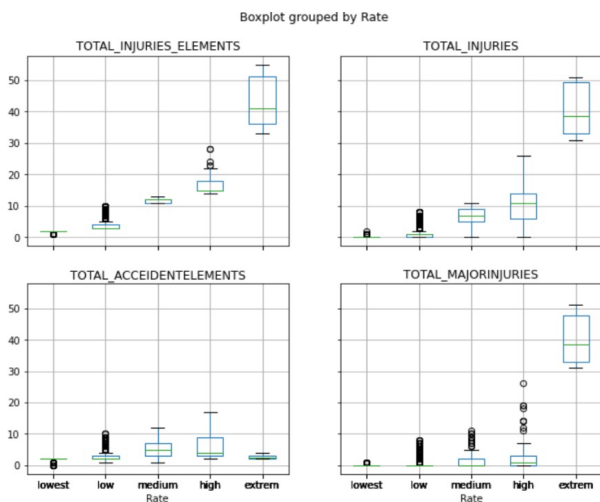 Boxplot grouped by Rate
TOTAL_INJURIES_ELEMENTS
TOTAL_INJURIES
50
40
30
20
10
0
TOTAL_ACCEIDENTELEMENTS
TOTAL_MAJORINJURIES
50
40
30
20
10
0
lowest low medium high extrem
lowest low medium high extrem
Rate
Rate